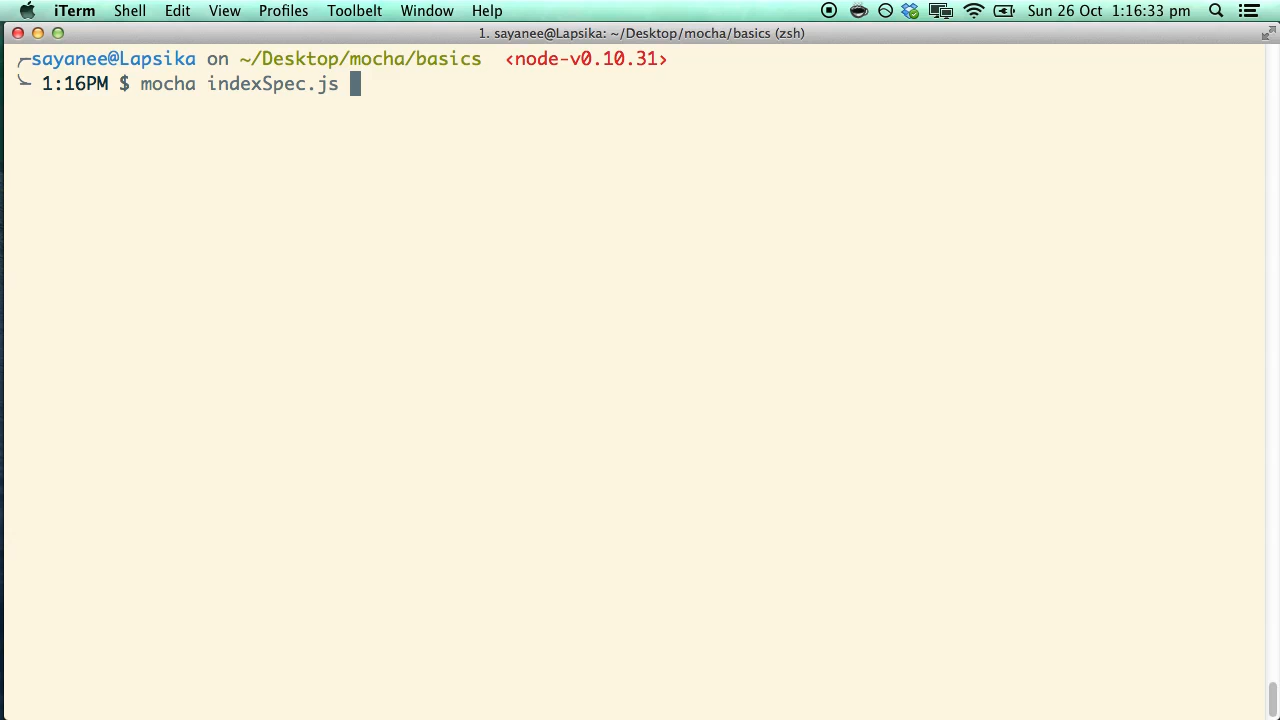 iTerm Shell Edit View Profiles Toolbelt Window Help Sun 26 Oct 1:16:33 pm
1. sayanee@Lapsika: ~/Desktop/mocha/basics (zsh)
sayanee@Lapsika on ~/Desktop/mocha/basics ‹node-v0.10.31›
1:16PM $ mocha indexSpec.js